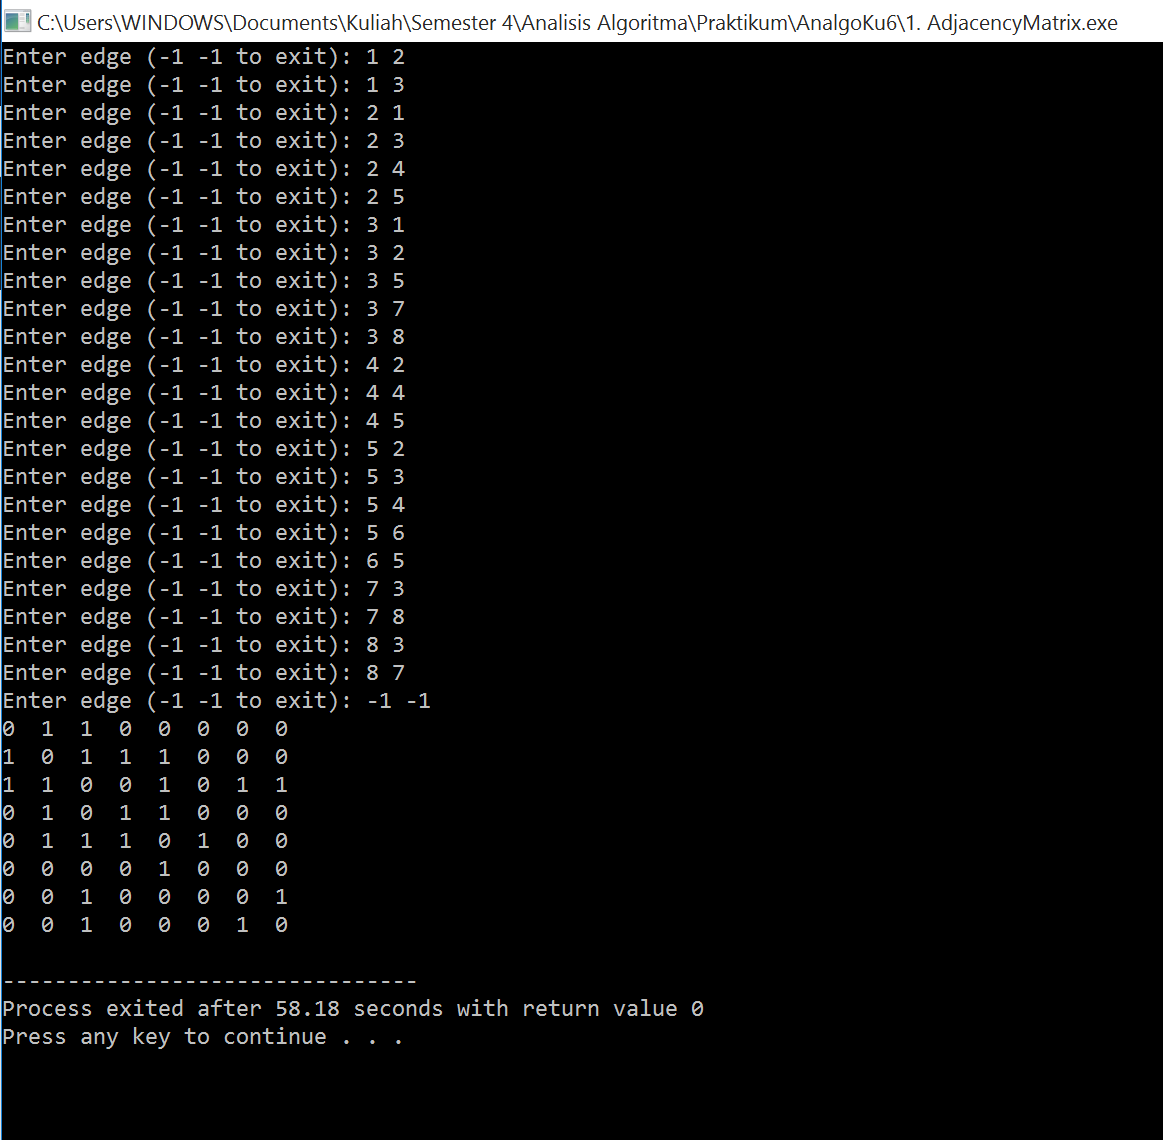 C:\Users\WINDOWS\Documents\Kuliah\Semester 4\Analisis Algoritma\Praktikum\AnalgoKu6\1. AdjacencyMatrix.exe
Enter edge (-1 -1 to exit): 1 2
Enter edge (-1 -1 to exit): 1 3
Enter edge (-1 -1 to exit): 2 1
Enter edge (-1 -1 to exit): 2 3
Enter edge (-1 -1 to exit): 2 4
Enter edge (-1 -1 to exit): 2 5
Enter edge (-1 -1 to exit): 3 1
Enter edge (-1 -1 to exit): 3 2
Enter edge (-1 -1 to exit): 3 5
Enter edge (-1 -1 to exit): 3 7
Enter edge (-1 -1 to exit): 3 8
Enter edge (-1 -1 to exit): 4 2
Enter edge (-1 -1 to exit): 4 4
Enter edge (-1 -1 to exit): 4 5
Enter edge (-1 -1 to exit): 5 2
Enter edge (-1 -1 to exit): 5 3
Enter edge (-1 -1 to exit): 5 4
Enter edge (-1 -1 to exit): 5 6
Enter edge (-1 -1 to exit): 6 5
Enter edge (-1 -1 to exit): 7 3
Enter edge (-1 -1 to exit): 7 8
Enter edge (-1 -1 to exit): 8 3
Enter edge (-1 -1 to exit): 8 7
Enter edge (-1 -1 to exit): -1 -1
0  1  1  0  0  0  0  0
1  0  1  1  1  0  0  0
1  1  0  0  1  0  1  1
0  1  0  1  1  0  0  0
0  1  1  1  0  1  0  0
0  0  0  0  1  0  0  0
0  0  1  0  0  0  0  1
0  0  1  0  0  0  1  0
--------------------------------
Process exited after 58.18 seconds with return value 0
Press any key to continue . . .